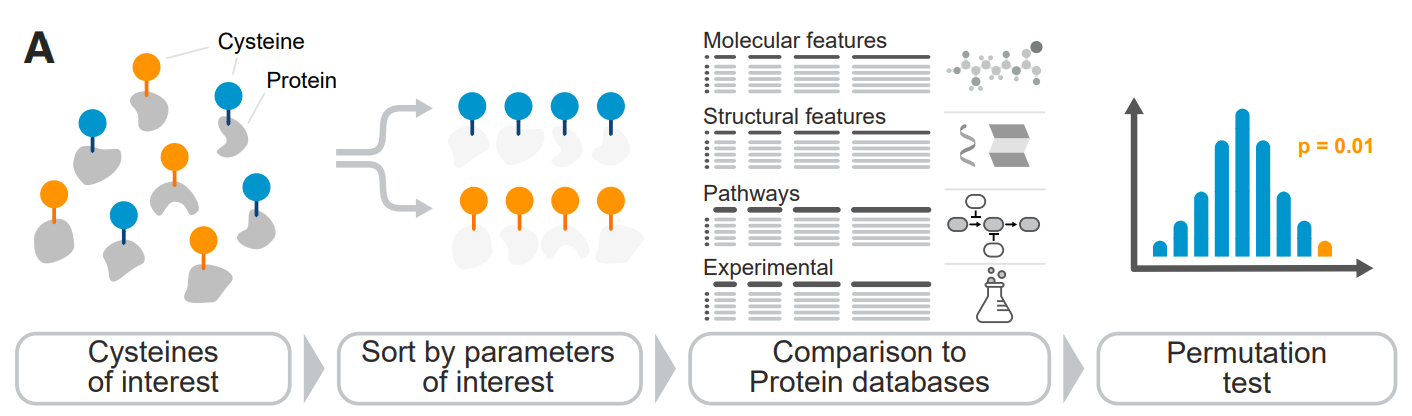 A
Cysteine
Protein
Molecular features
Structural features
Pathways
Experimental
p = 0.01
Cysteines
of interest
Sort by parameters
of interest
Comparison to
Protein databases
Permutation
test